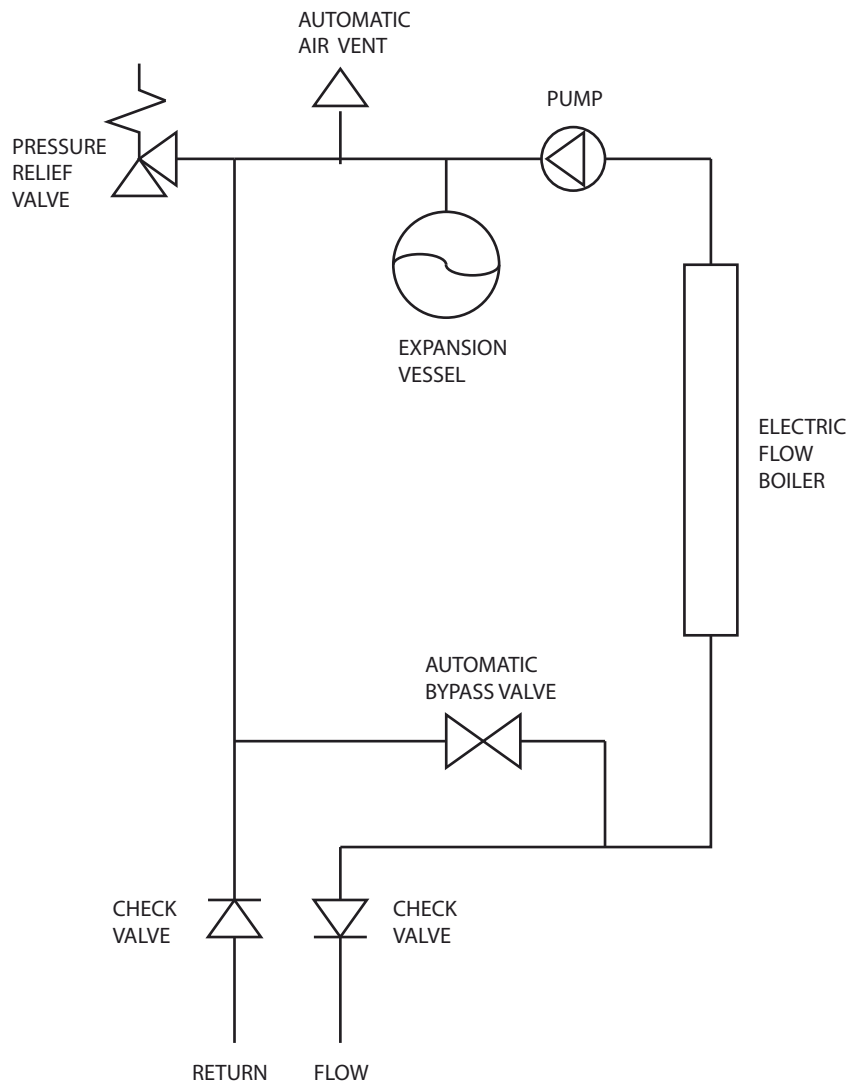 AUTOMATIC
AIR VENT
PUMP
PRESSURE
RELIEF
VALVE
EXPANSION
VESSEL
ELECTRIC
FLOW
BOILER
AUTOMATIC
BYPASS VALVE
CHECK
VALVE
CHECK
VALVE
RETURN
FLOW